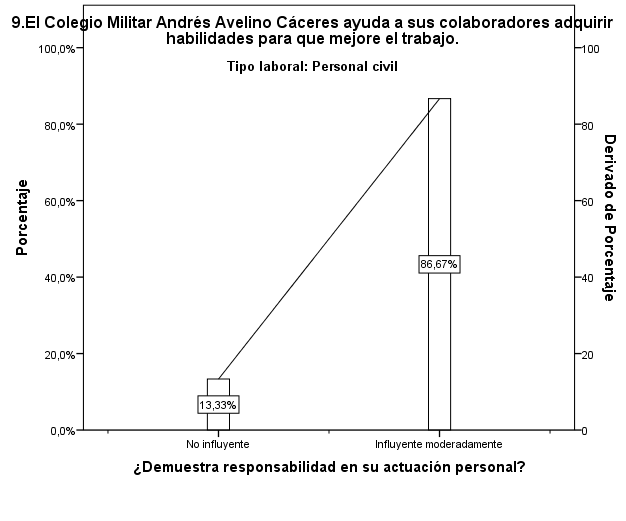 9.El Colegio Militar Andrés Avelino Cáceres ayuda a sus colaboradores adquirir
habilidades para que mejore el trabajo.
Tipo laboral: Personal civil
Porcentaje
100,0%
80,0%
60,0%
40,0%
20,0%
0,0%
13,33%
86,67%
100
80
60
40
20
0
Derivado de Porcentaje
No influyente
Influyente moderadamente
¿Demuestra responsabilidad en su actuación personal?